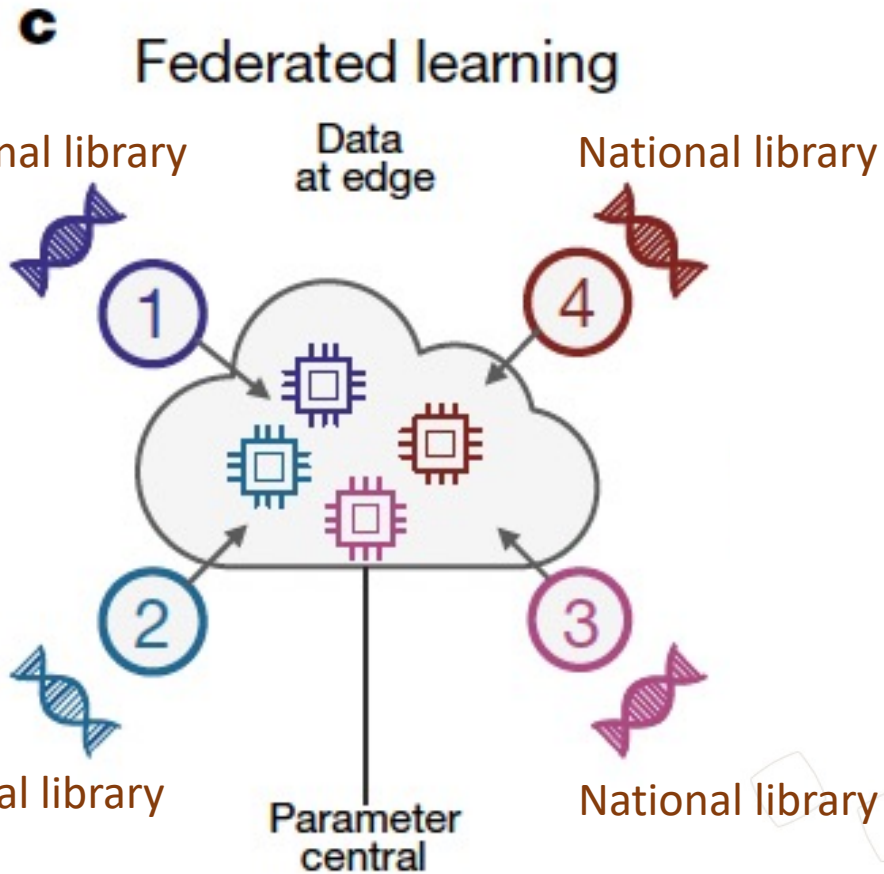 c
Federated learning
nal library
Data
at edge
National library
1
4
2
3
al library
National library
Parameter
central